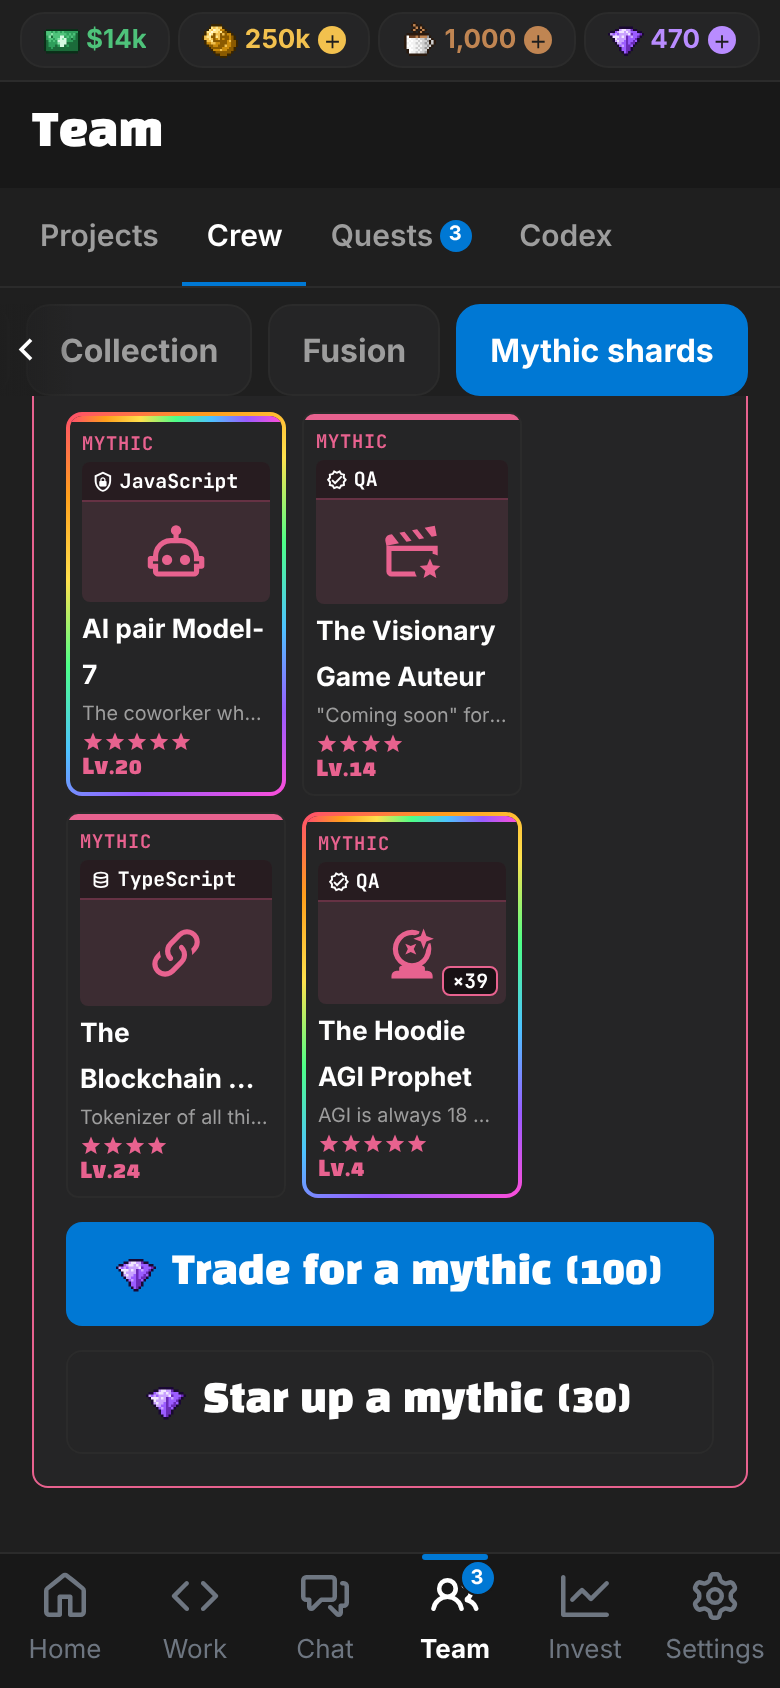 $14k 250k 1,000 470
Team
Projects Crew Quests 3 Codex
Collection Fusion Mythic shards
MYTHIC
JavaScript
AI pair Model-
7
The coworker wh...
Lv.20
MYTHIC
QA
The Visionary
Game Auteur
"Coming soon" for...
Lv.14
MYTHIC
TypeScript
The
Blockchain ...
Tokenizer of all thi...
Lv.24
MYTHIC
QA
×39
The Hoodie
AGI Prophet
AGI is always 18 ...
Lv.4
Trade for a mythic (100)
Star up a mythic (30)
3
Home Work Chat Team Invest Settings